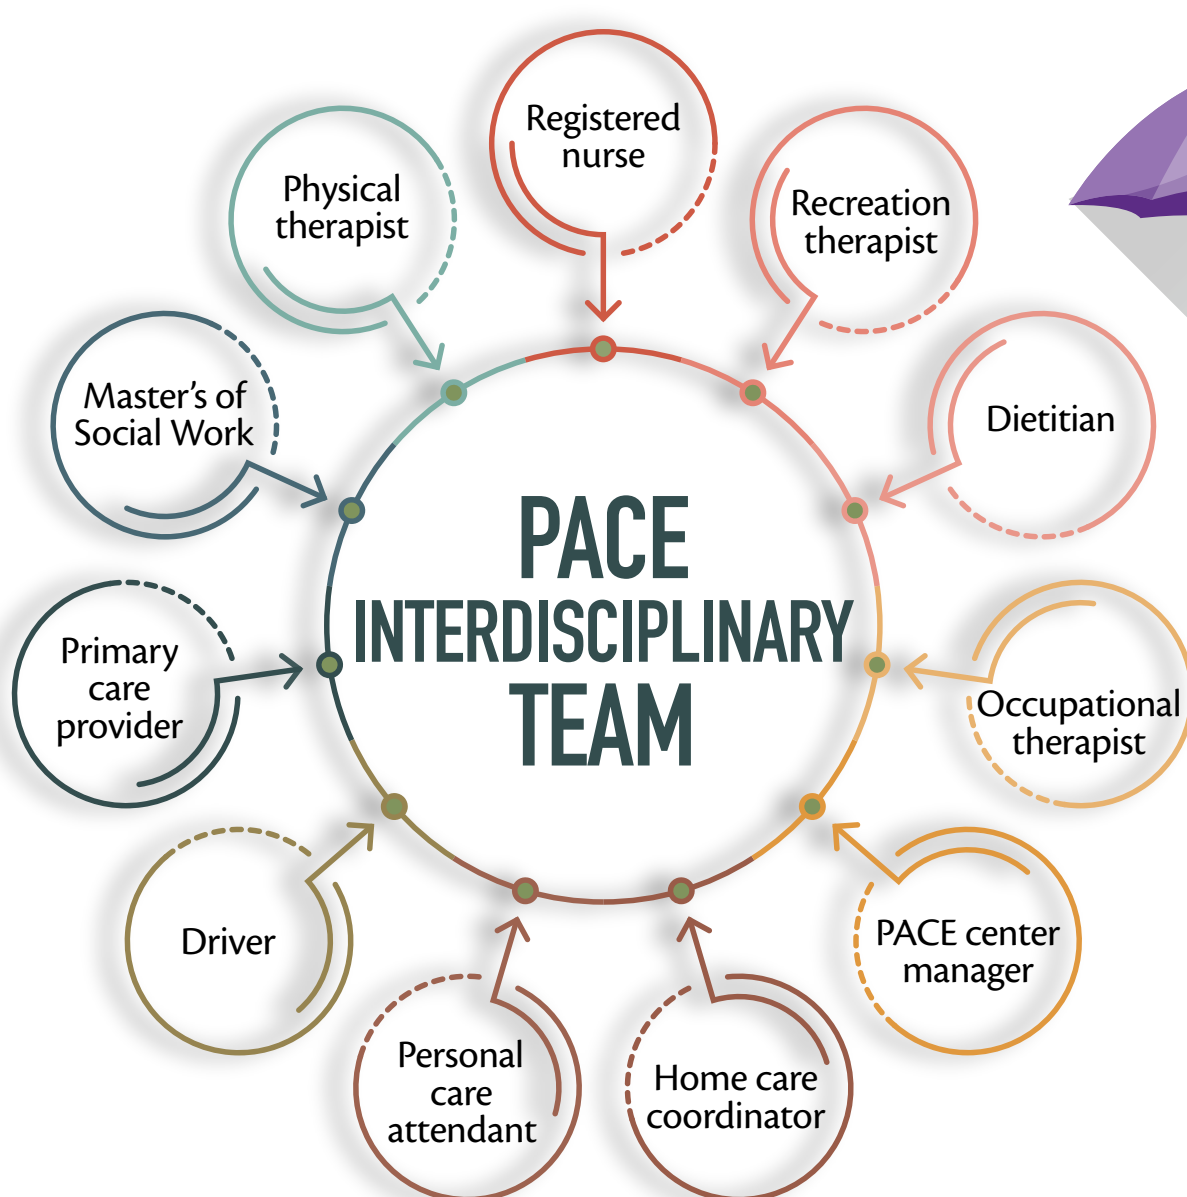 Registered
nurse
Physical
therapist
Recreation
therapist
Master's of
Social Work
Dietitian
PACE
INTERDISCIPLINARY
TEAM
Primary
care
provider
Occupational
therapist
Driver
PACE center
manager
Personal
care
attendant
Home care
coordinator